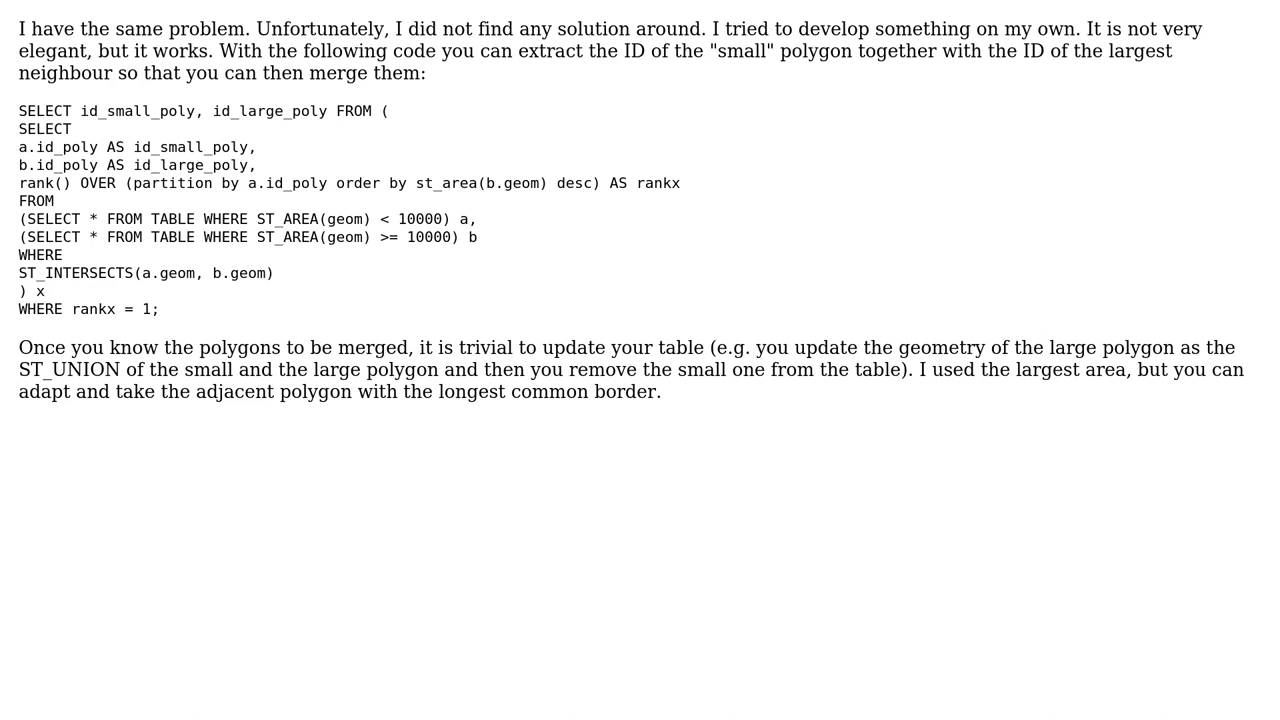 I have the same problem. Unfortunately, I did not find any solution around. I tried to develop something on my own. It is not very
elegant, but it works. With the following code you can extract the ID of the "small" polygon together with the ID of the largest
neighbour so that you can then merge them:
SELECT id_small_poly, id_large_poly FROM (
SELECT
a.id_poly AS id_small_poly,
b.id_poly AS id_large_poly,
rank() OVER (partition by a.id_poly order by st_area(b.geom) desc) AS rankx
FROM
(SELECT * FROM TABLE WHERE ST_AREA(geom) < 10000) a,
(SELECT * FROM TABLE WHERE ST_AREA(geom) >= 10000) b
WHERE
ST_INTERSECTS(a.geom, b.geom)
) x
WHERE rankx = 1;
Once you know the polygons to be merged, it is trivial to update your table (e.g. you update the geometry of the large polygon as the
ST_UNION of the small and the large polygon and then you remove the small one from the table). I used the largest area, but you can
adapt and take the adjacent polygon with the longest common border.